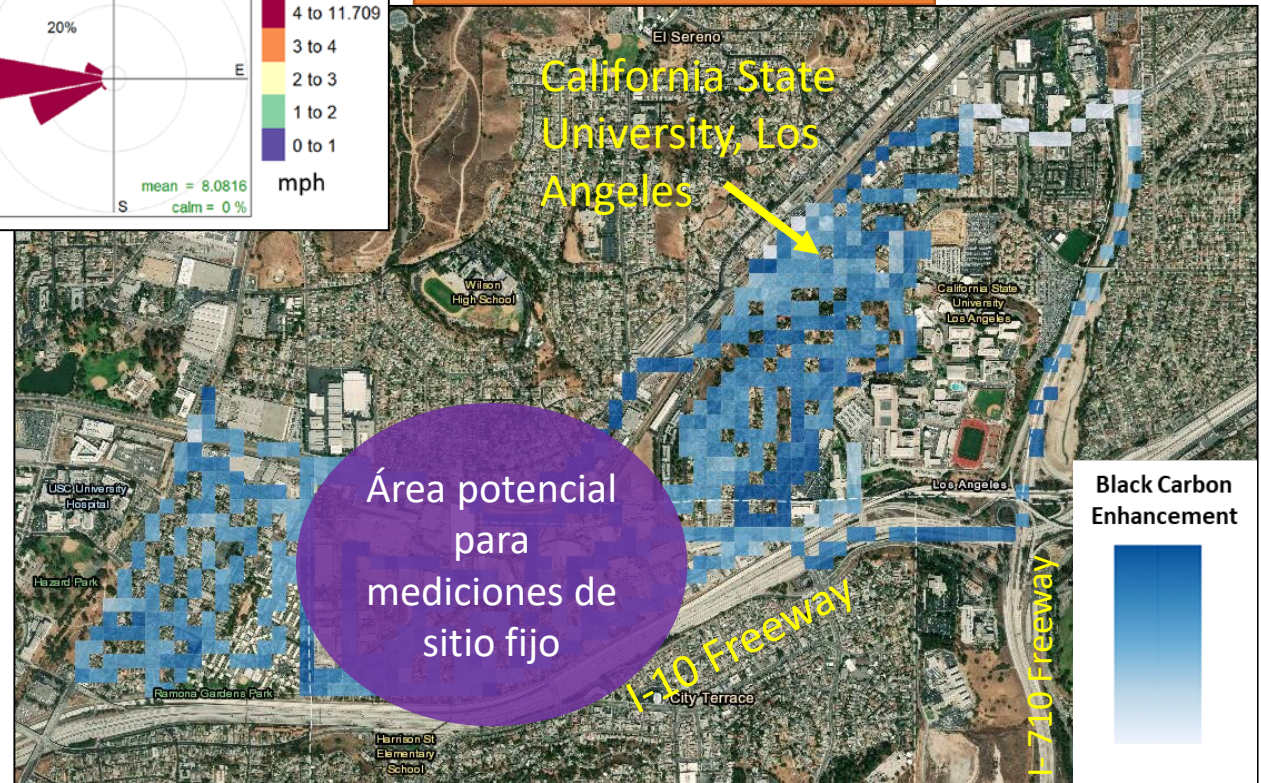 20%
E
S
mean = 8.0816
calm = 0 %
4 to 11.709
3 to 4
2 to 3
1 to 2
0 to 1
mph
El Sereno
California State
University, Los
Angeles
Wilson
High School
California State
University
Los Angeles
USC University
Hospital
Los Angeles
Área potencial
para
mediciones de
sitio fijo
Hazard Park
Ramona Gardens Park
I-10 Freeway
City Terrace
Harrison St
Elementary
School
I-710 Freeway
Black Carbon
Enhancement